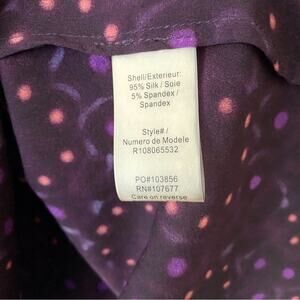 Shell/Exterieur:
95% Silk / Soie
5% Spandex /
Spandex
Style# /
Numero de Modele
R108065532
PO#103856
RN#107677
Care on reverse